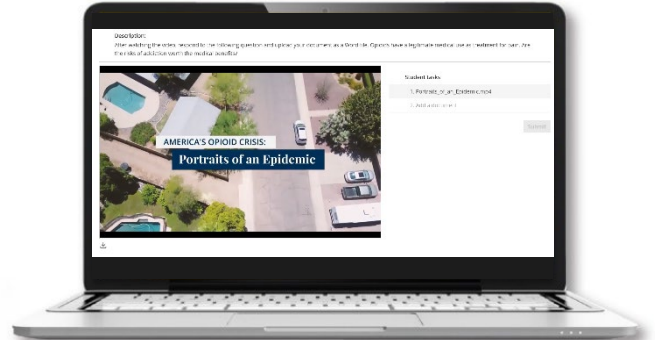 Description:
After watching the video, respond to the following question and upload your document as a Word file. Opioids have a legitimate medical use as treatment for pain. Are
the risks of addiction worth the medical benefits?
Student tasks
1. Portraits_of_an_Epidemic.mp4
AMERICA'S OPIOID CRISIS:
Portraits of an Epidemic